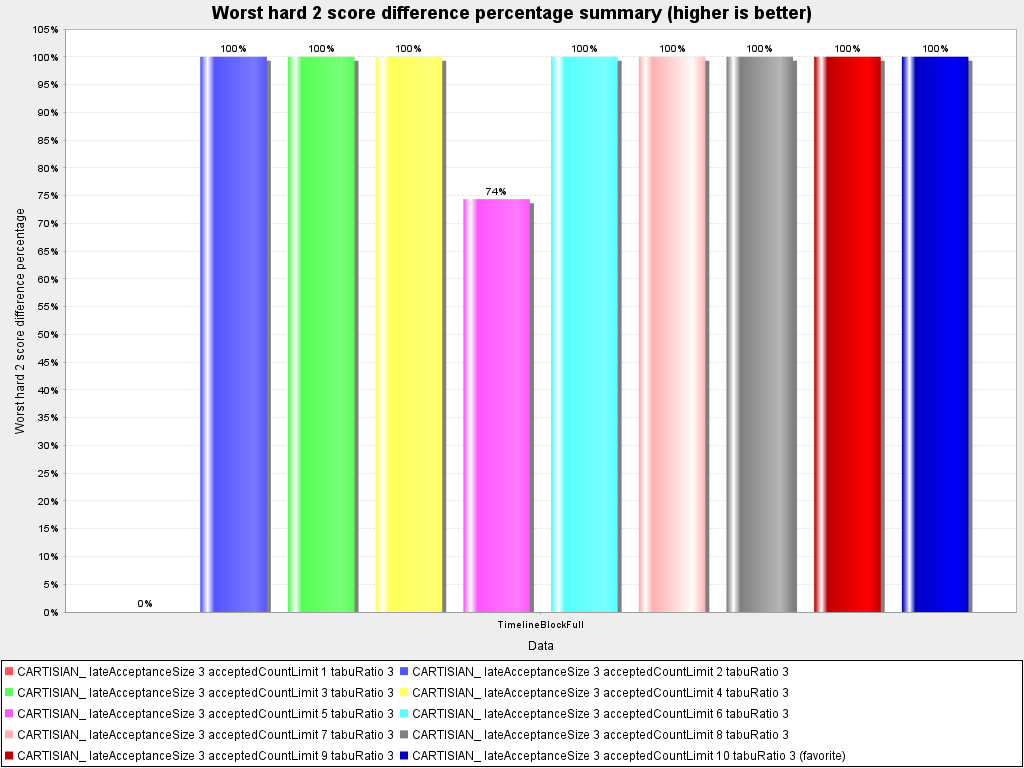 Worst hard 2 score difference percentage summary (higher is better)
105%
100%
95%
90%
85%
80%
75%
70%
65%
60%
55%
50%
45%
40%
35%
30%
25%
20%
15%
10%
5%
0%
Worst hard 2 score difference percentage
0%
100%
100%
100%
74%
100%
100%
100%
100%
100%
TimelineBlockFull
Data
CARTISIAN_ lateAcceptanceSize 3 acceptedCountLimit 1 tabuRatio 3
CARTISIAN_ lateAcceptanceSize 3 acceptedCountLimit 2 tabuRatio 3
CARTISIAN_ lateAcceptanceSize 3 acceptedCountLimit 3 tabuRatio 3
CARTISIAN_ lateAcceptanceSize 3 acceptedCountLimit 4 tabuRatio 3
CARTISIAN_ lateAcceptanceSize 3 acceptedCountLimit 5 tabuRatio 3
CARTISIAN_ lateAcceptanceSize 3 acceptedCountLimit 6 tabuRatio 3
CARTISIAN_ lateAcceptanceSize 3 acceptedCountLimit 7 tabuRatio 3
CARTISIAN_ lateAcceptanceSize 3 acceptedCountLimit 8 tabuRatio 3
CARTISIAN_ lateAcceptanceSize 3 acceptedCountLimit 9 tabuRatio 3
CARTISIAN_ lateAcceptanceSize 3 acceptedCountLimit 10 tabuRatio 3 (favorite)